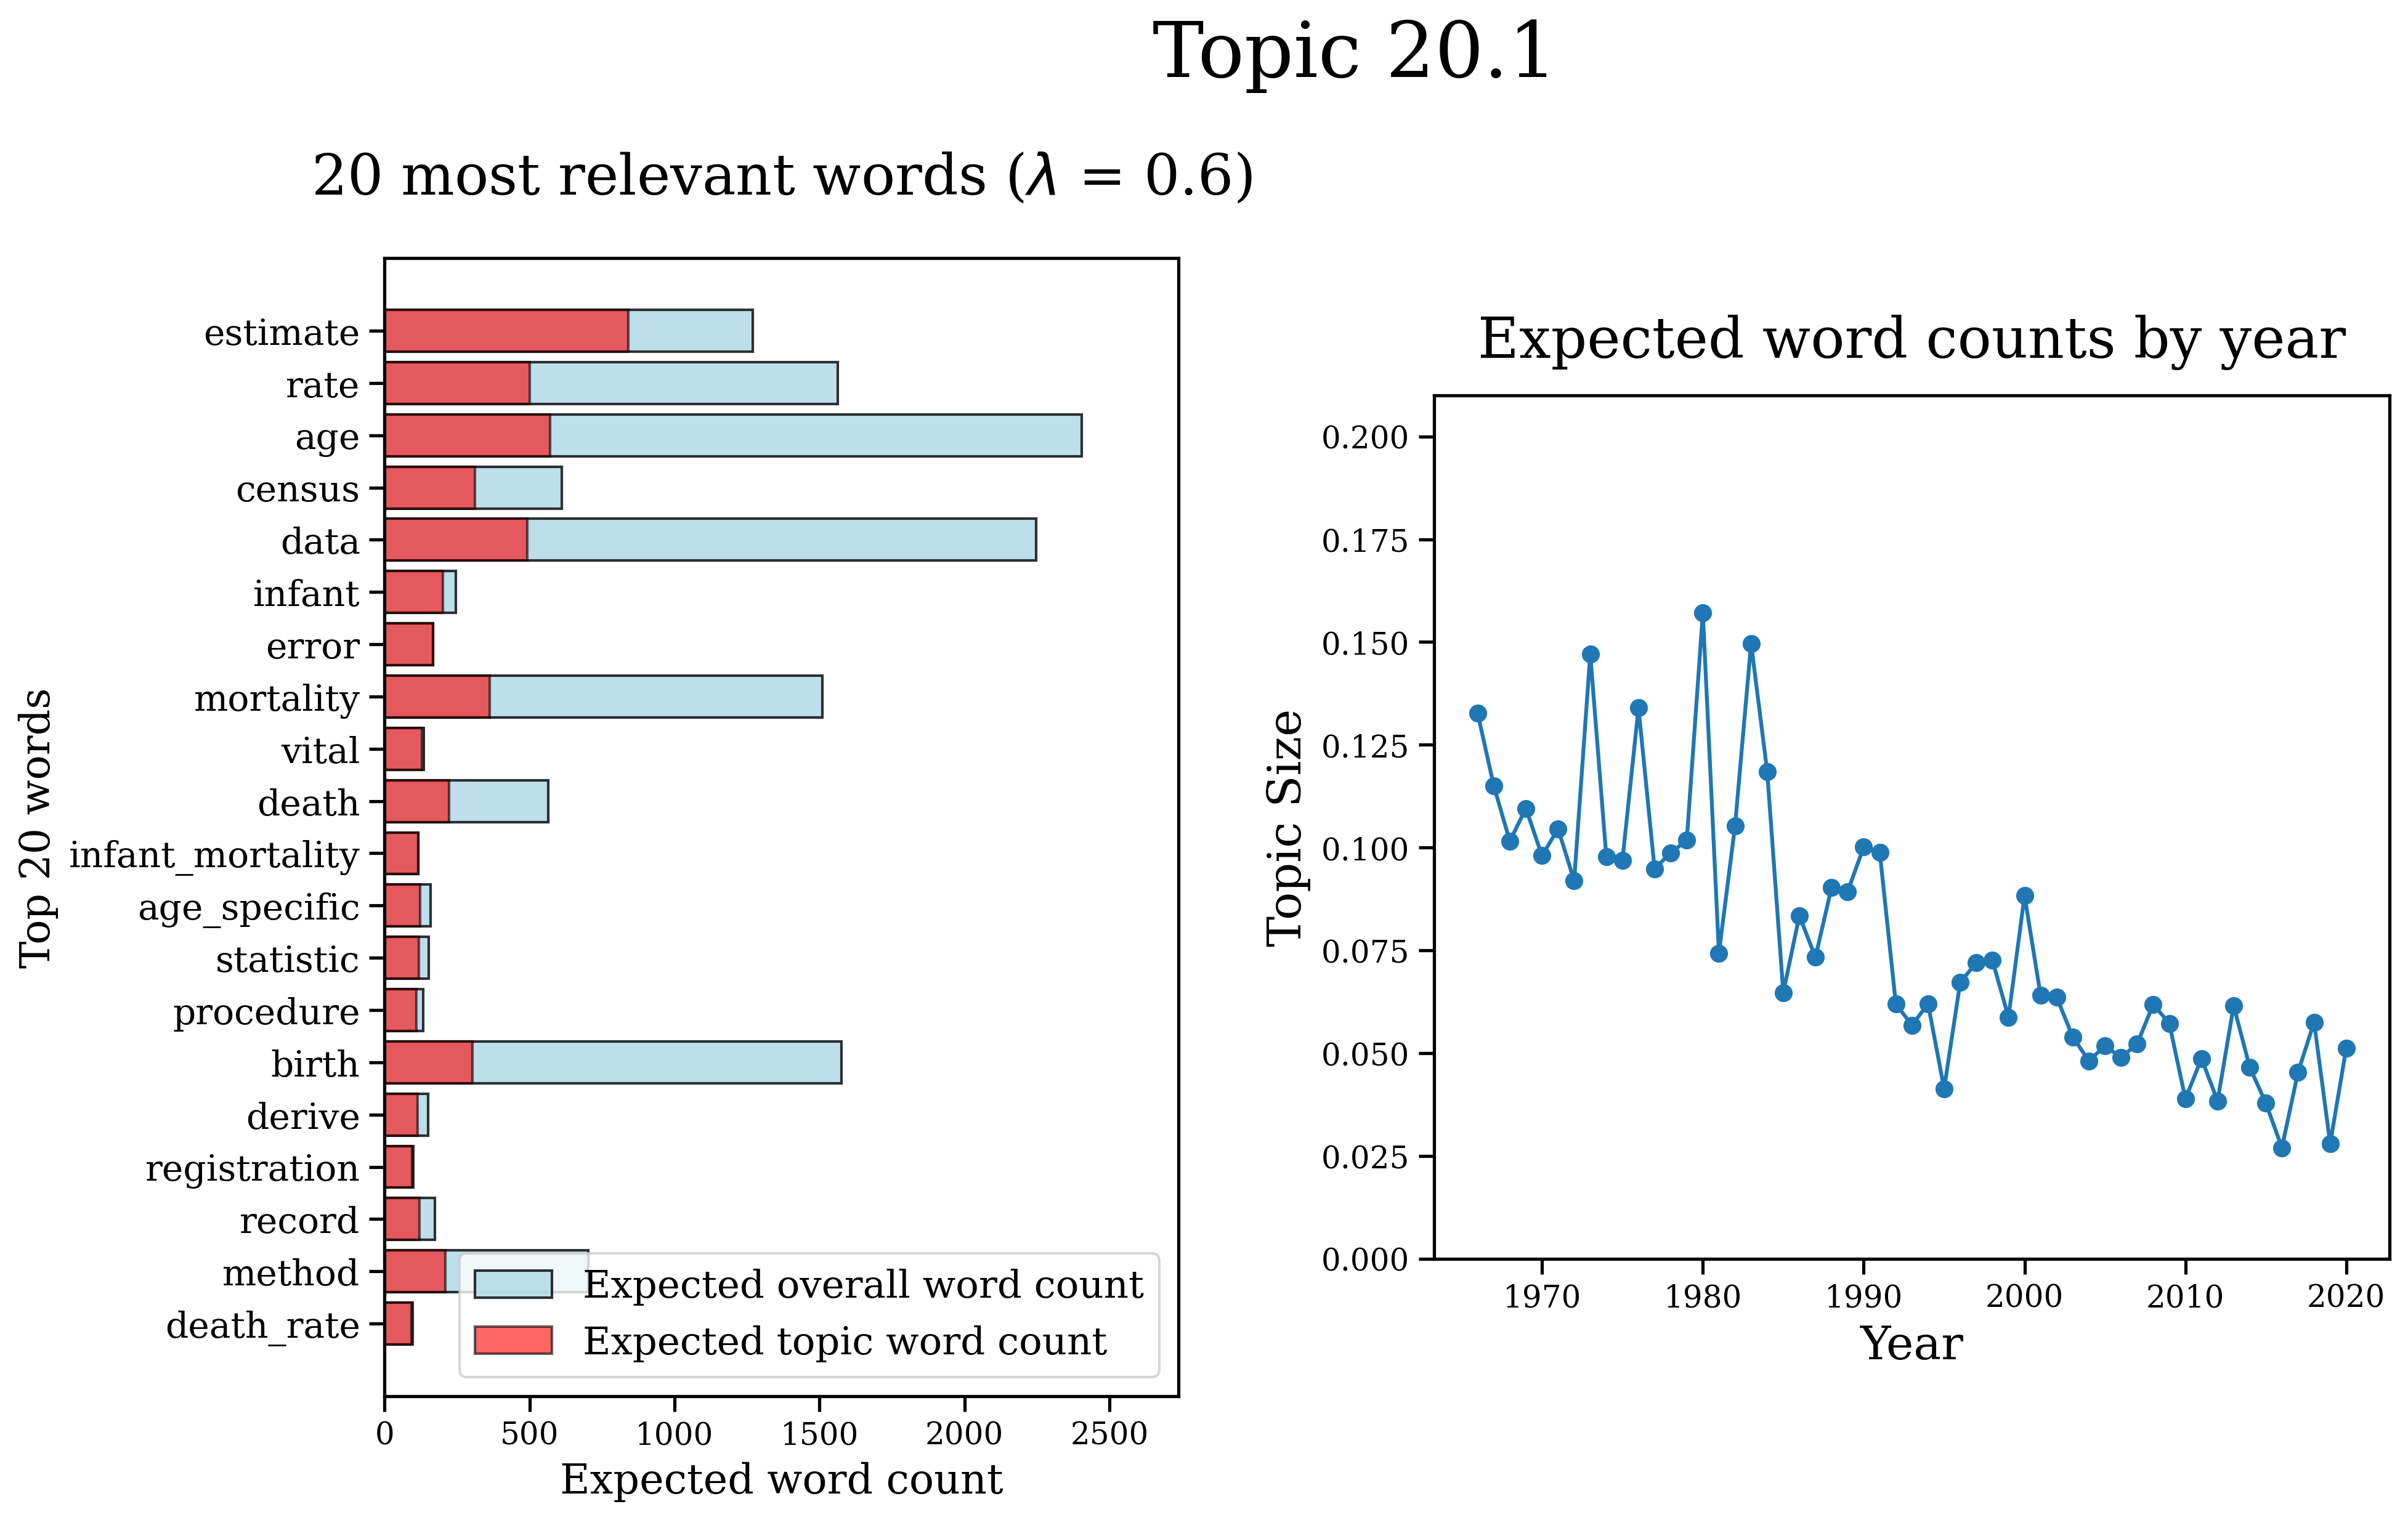 Topic 20.1
20 most relevant words (λ = 0.6)
Top 20 words
estimate
rate
age
census
data
infant
error
mortality
vital
death
infant_mortality
age_specific
statistic
procedure
birth
derive
registration
record
method
death_rate
Expected overall word count
Expected topic word count
0 500 1000 1500 2000 2500
Expected word count
Expected word counts by year
Topic Size
0.200
0.175
0.150
0.125
0.100
0.075
0.050
0.025
0.000
1970 1980 1990 2000 2010 2020
Year